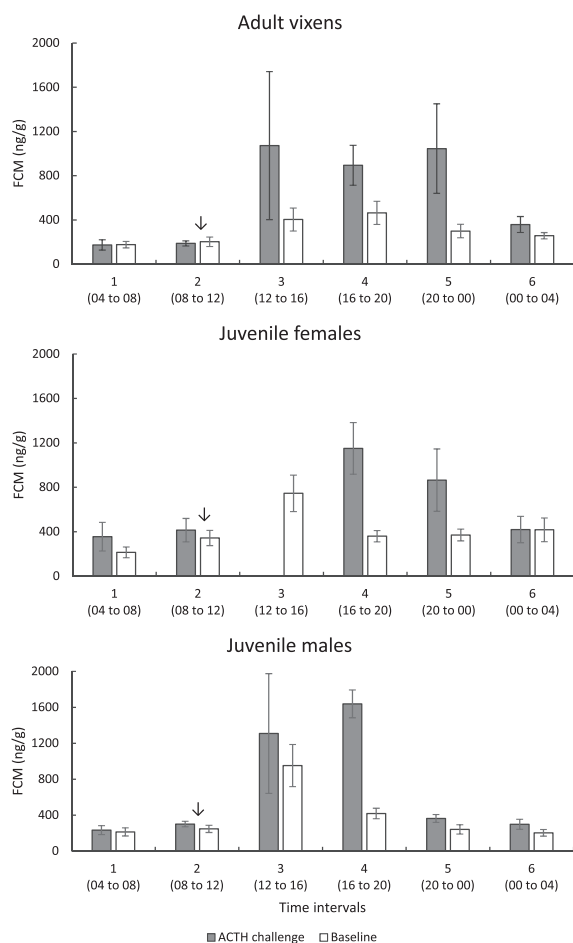 Adult vixens
2000
1600
1200
800
400
0
FCM (ng/g)
1 2 3 4 5 6
(04 to 08) (08 to 12) (12 to 16) (16 to 20) (20 to 00) (00 to 04)
Juvenile females
2000
1600
1200
800
400
0
FCM (ng/g)
1 2 3 4 5 6
(04 to 08) (08 to 12) (12 to 16) (16 to 20) (20 to 00) (00 to 04)
Juvenile males
2000
1600
1200
800
400
0
FCM (ng/g)
1 2 3 4 5 6
(04 to 08) (08 to 12) (12 to 16) (16 to 20) (20 to 00) (00 to 04)
Time intervals
ACTH challenge Baseline